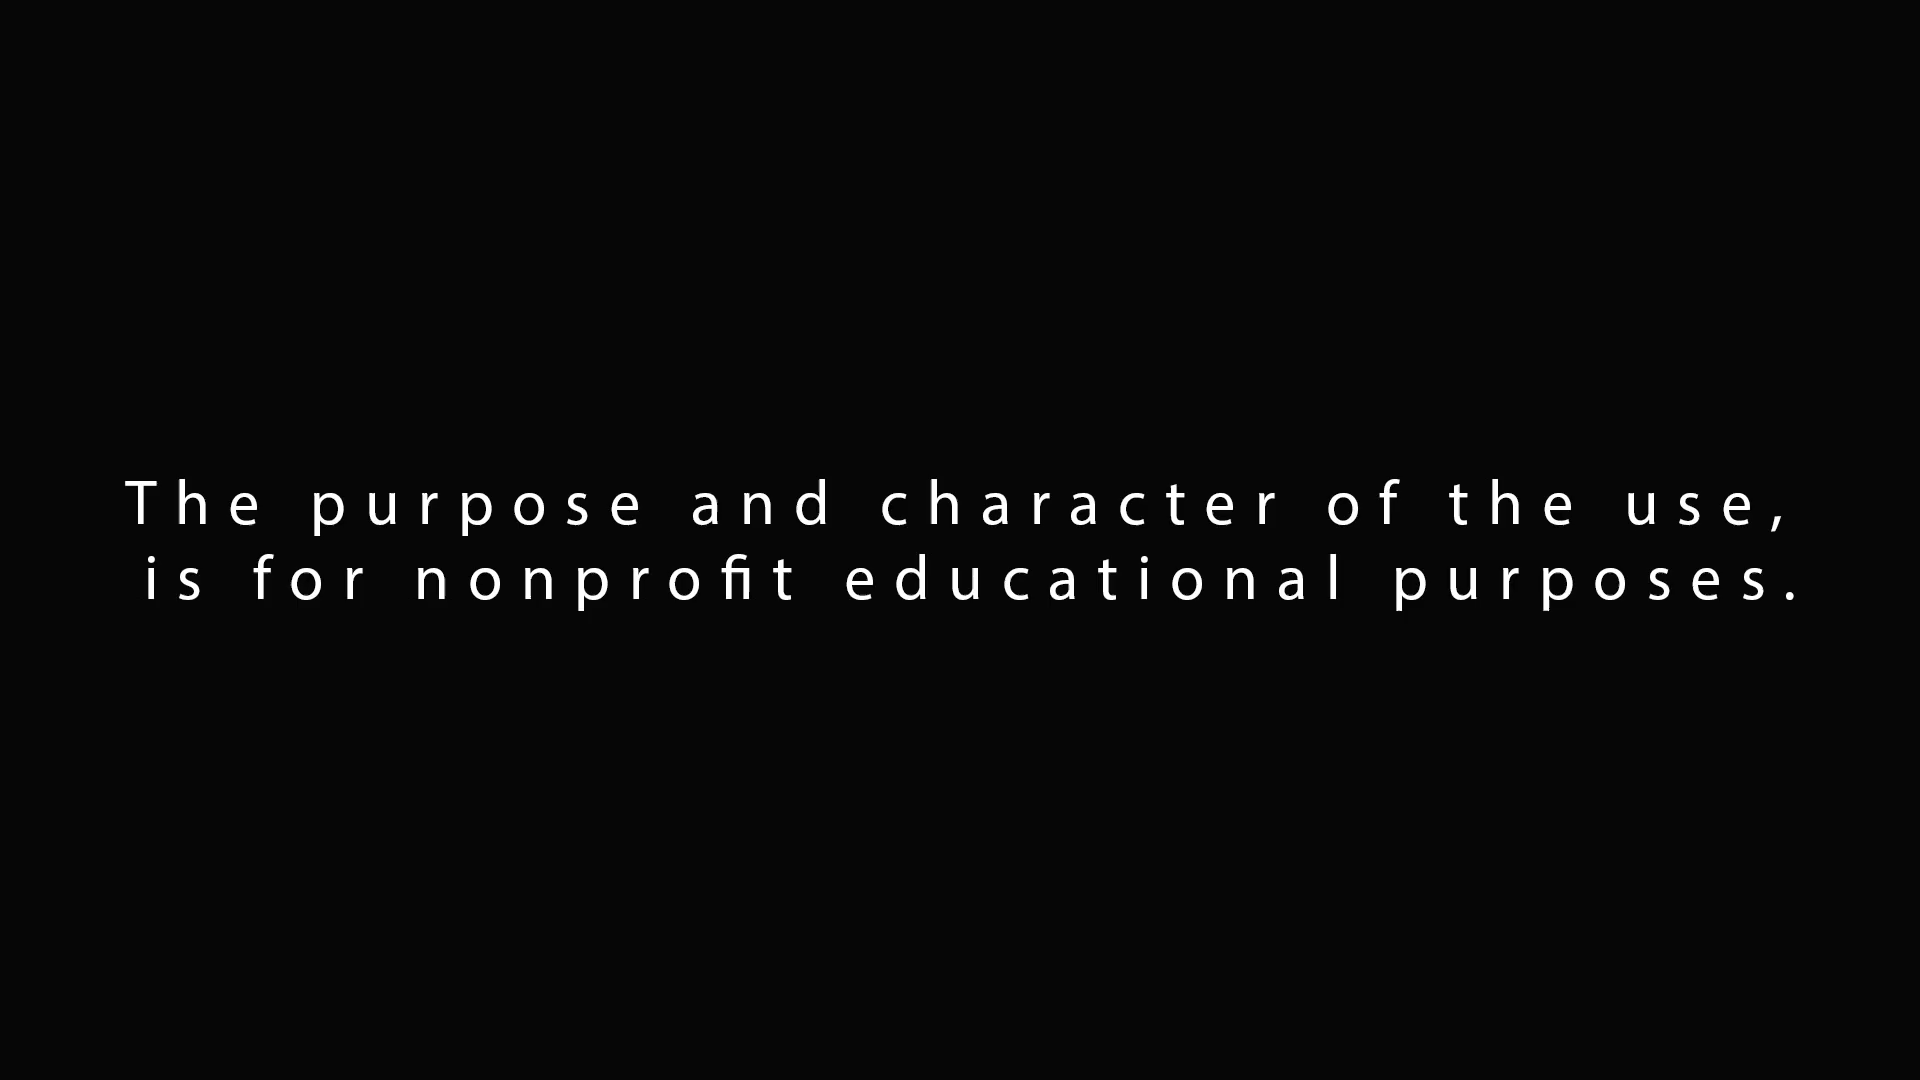 The purpose and character of the use,
is for nonprofit educational purposes.